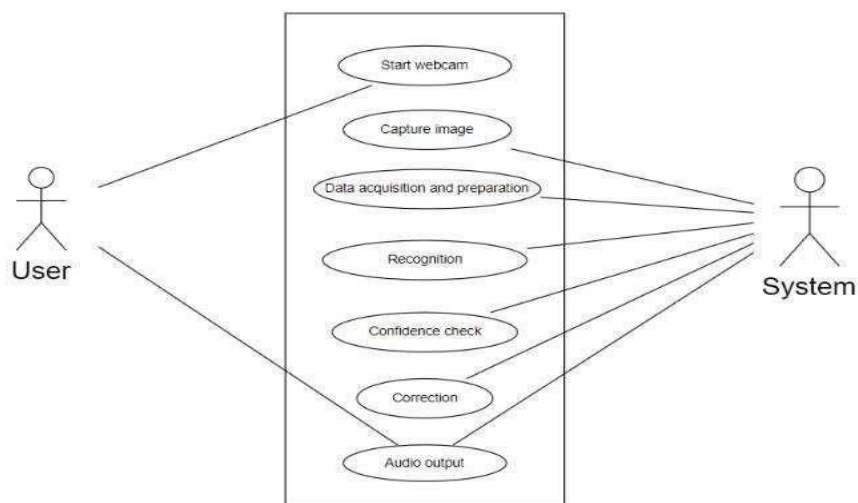 Start webcam
Capture image
Data acquisition and preparation
User
Recognition
System
Confidence check
Correction
Audio output